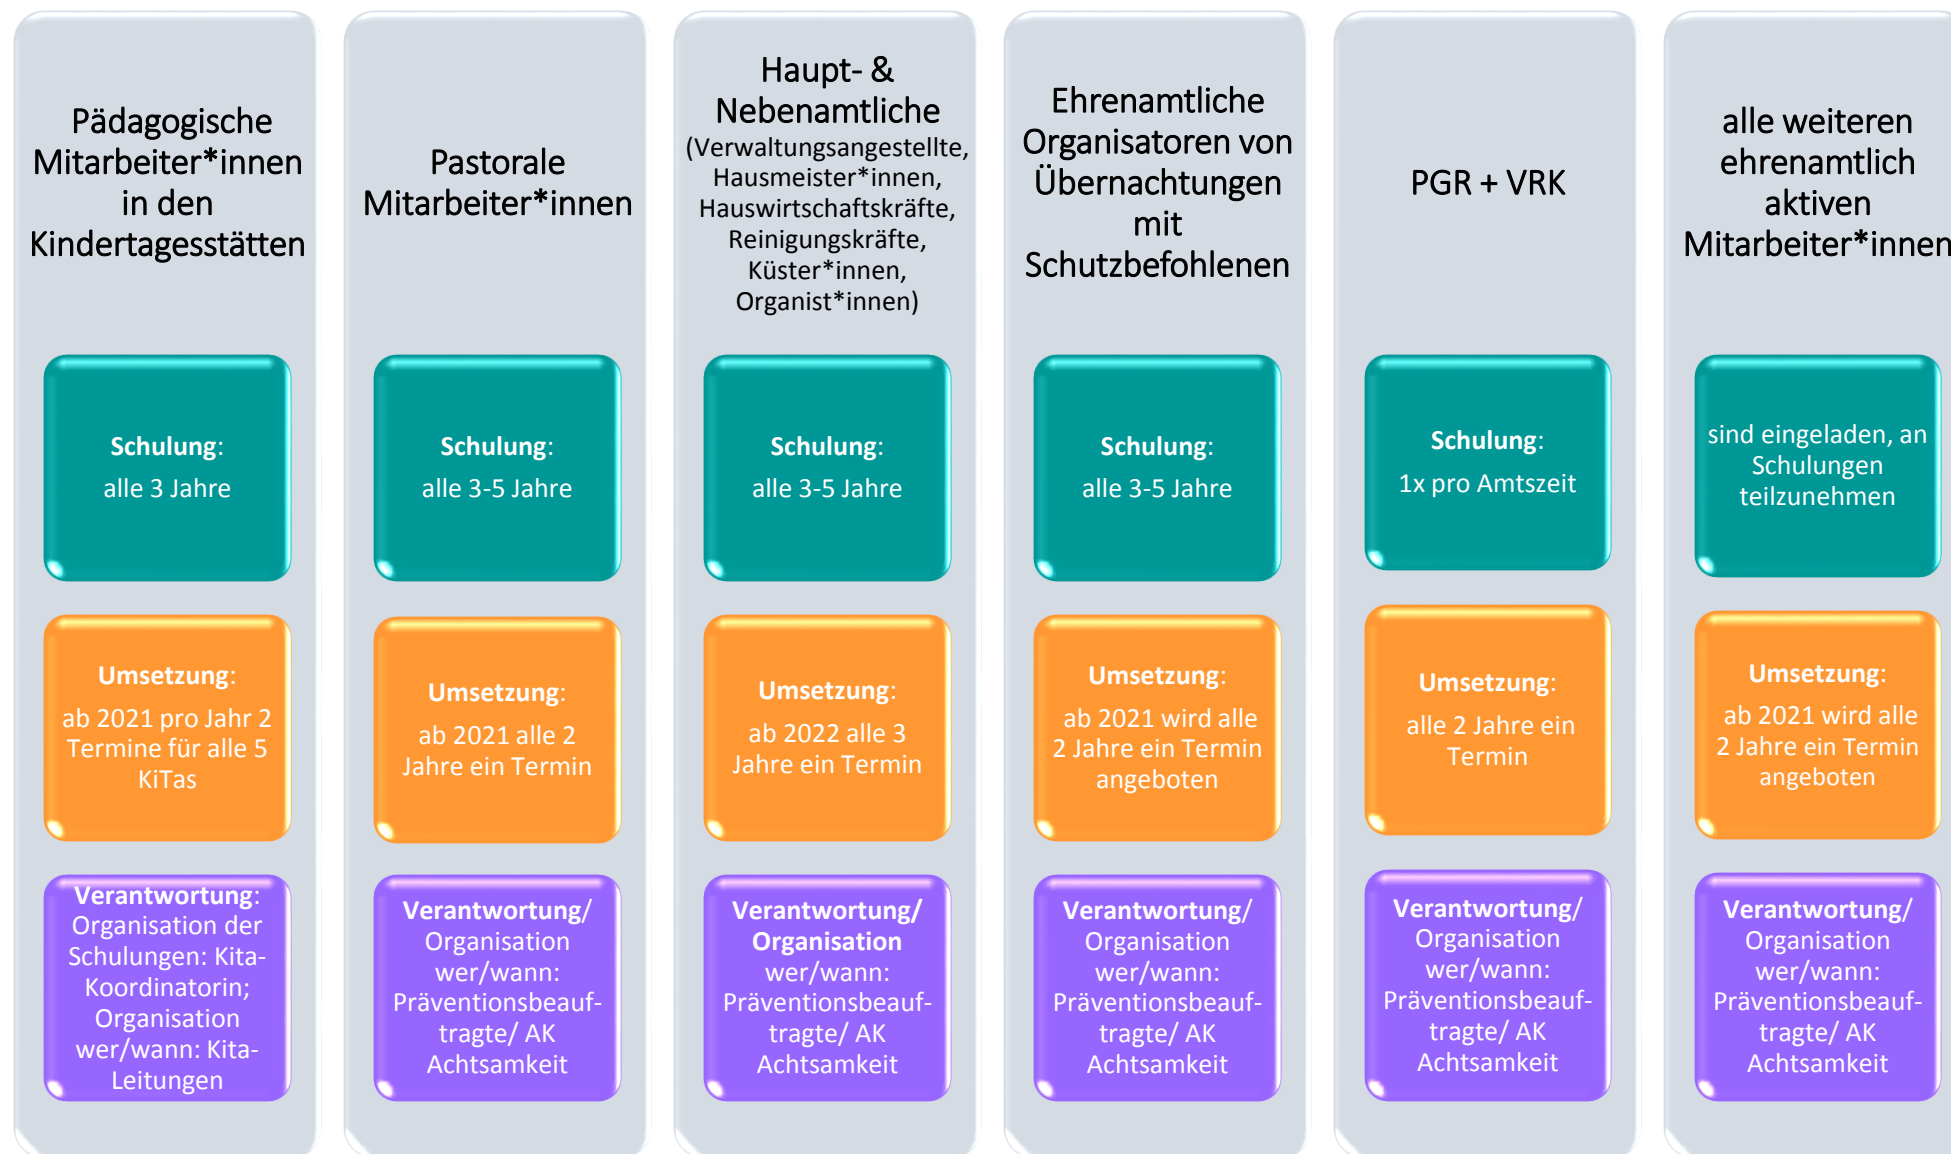 Pädagogische
Mitarbeiter*innen
in den
Kindertagesstätten
Schulung:
alle 3 Jahre
Umsetzung:
ab 2021 pro Jahr 2
Termine für alle 5
KiTas
Verantwortung:
Organisation der
Schulungen: Kita-
Koordinatorin;
Organisation
wer/wann: Kita-
Leitungen
Pastorale
Mitarbeiter*innen
Schulung:
alle 3-5 Jahre
Umsetzung:
ab 2021 alle 2
Jahre ein Termin
Verantwortung/
Organisation
wer/wann:
Präventionsbeauf-
tragte/ AK
Achtsamkeit
Haupt- &
Nebenamtliche
(Verwaltungsangestellte,
Hausmeister*innen,
Hauswirtschaftskräfte,
Reinigungskräfte,
Küster*innen,
Organist*innen)
Schulung:
alle 3-5 Jahre
Umsetzung:
ab 2022 alle 3
Jahre ein Termin
Verantwortung/
Organisation
wer/wann:
Präventionsbeauf-
tragte/ AK
Achtsamkeit
Ehrenamtliche
Organisatoren von
Übernachtungen
mit
Schutzbefohlenen
Schulung:
alle 3-5 Jahre
Umsetzung:
ab 2021 wird alle
2 Jahre ein Termin
angeboten
Verantwortung/
Organisation
wer/wann:
Präventionsbeauf-
tragte/ AK
Achtsamkeit
PGR + VRK
Schulung:
1x pro Amtszeit
Umsetzung:
alle 2 Jahre ein
Termin
Verantwortung/
Organisation
wer/wann:
Präventionsbeauf-
tragte/ AK
Achtsamkeit
alle weiteren
ehrenamtlich
aktiven
Mitarbeiter*innen
sind eingeladen, an
Schulungen
teilzunehmen
Umsetzung:
ab 2021 wird alle
2 Jahre ein Termin
angeboten
Verantwortung/
Organisation
wer/wann:
Präventionsbeauf-
tragte/ AK
Achtsamkeit